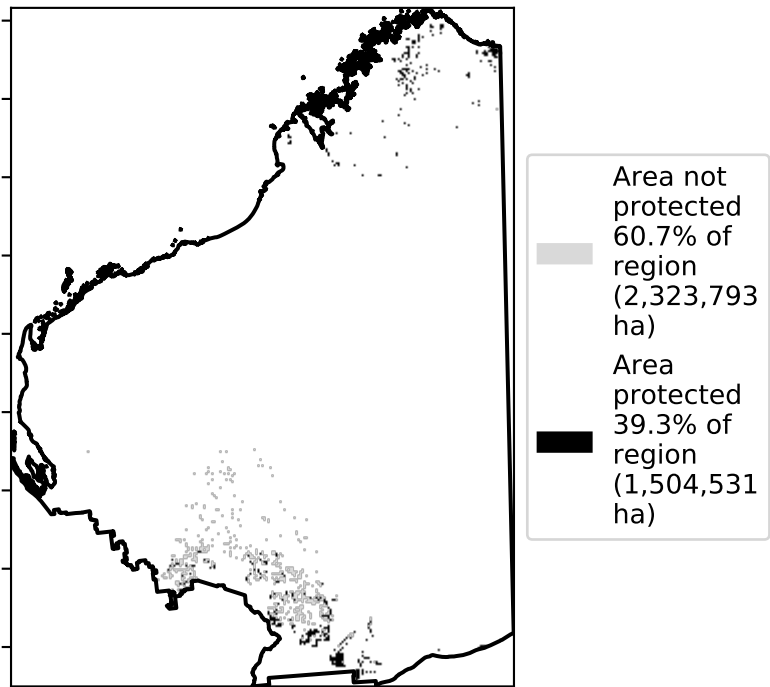 Area not
protected
60.7% of
region
(2,323,793
ha)
Area
protected
39.3% of
region
(1,504,531
ha)